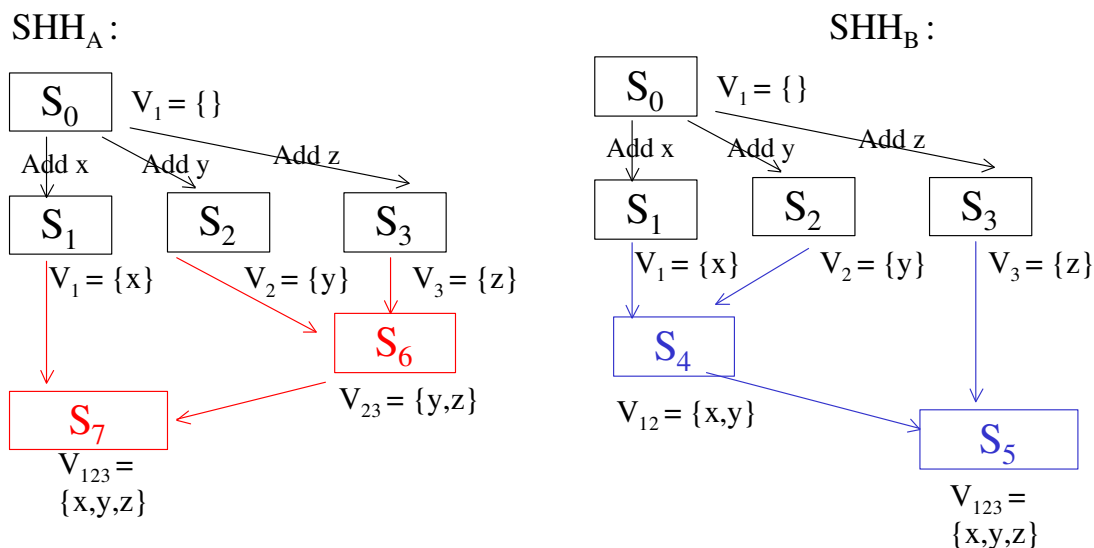 SHH_A :
S_0
V_1 = {}
Add x
Add y
Add z
S_1
S_2
S_3
V_1 = {x}
V_2 = {y}
V_3 = {z}
S_6
V_23 = {y,z}
S_7
V_123 =
{x,y,z}
SHH_B :
S_0
V_1 = {}
Add x
Add y
Add z
S_1
S_2
S_3
V_1 = {x}
V_2 = {y}
V_3 = {z}
S_4
V_12 = {x,y}
S_5
V_123 =
{x,y,z}